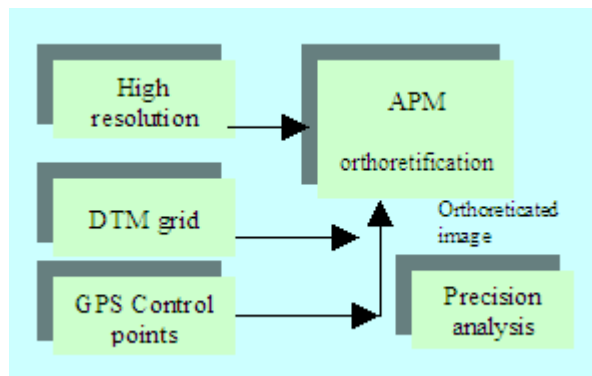 High
resolution
APM
orthoretification
DTM grid
Orthoreticated
image
GPS Control
points
Precision
analysis